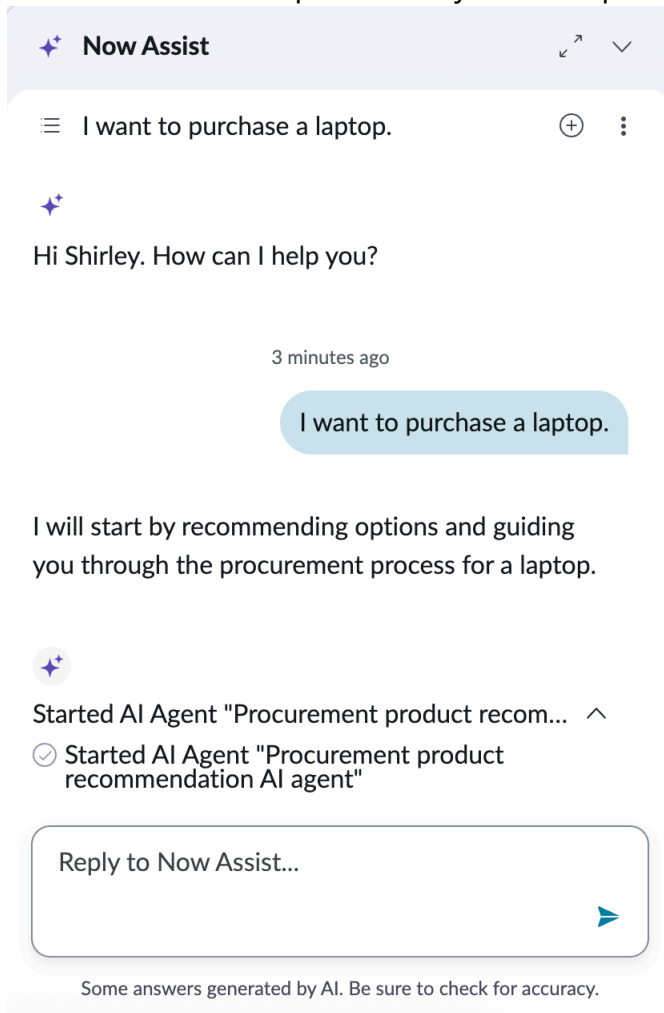 Now Assist
I want to purchase a laptop.
Hi Shirley. How can I help you?
3 minutes ago
I want to purchase a laptop.
I will start by recommending options and guiding
you through the procurement process for a laptop.
Started AI Agent "Procurement product recom...
Started AI Agent "Procurement product
recommendation AI agent"
Reply to Now Assist...
Some answers generated by AI. Be sure to check for accuracy.